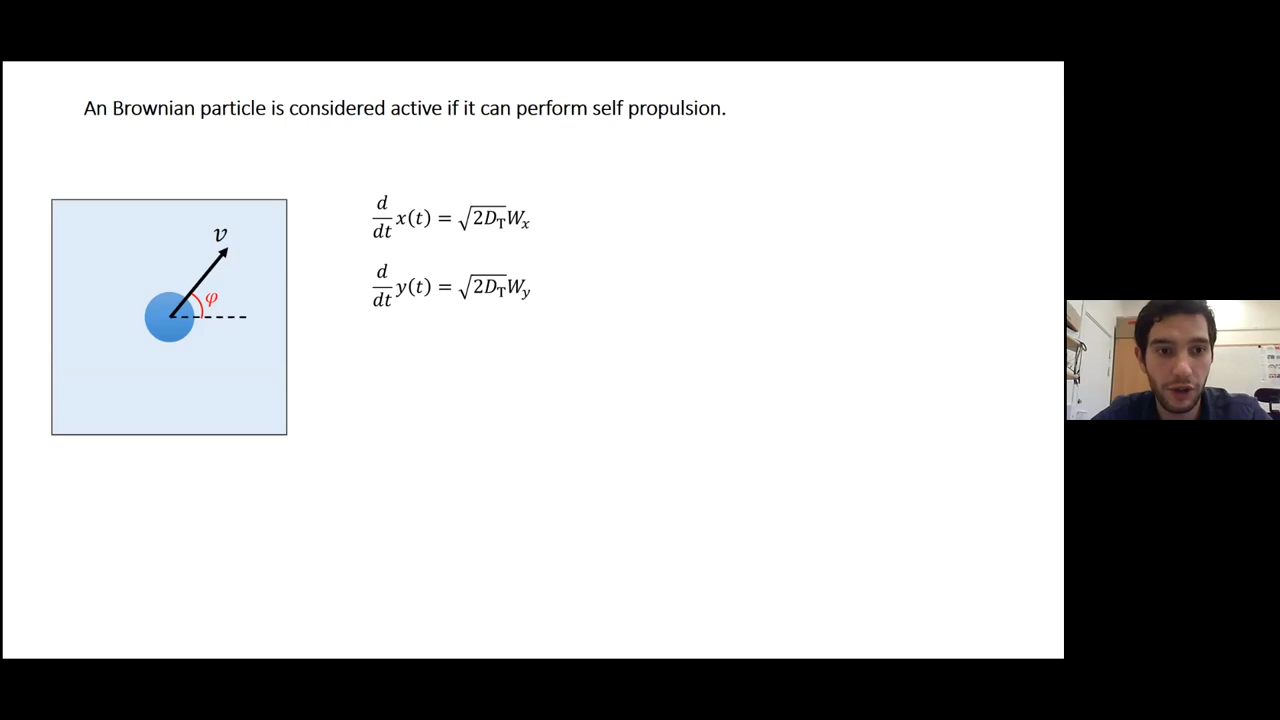 An Brownian particle is considered active if it can perform self propulsion.
v
φ
d/dt x(t) = √2D_T W_x
d/dt y(t) = √2D_T W_y